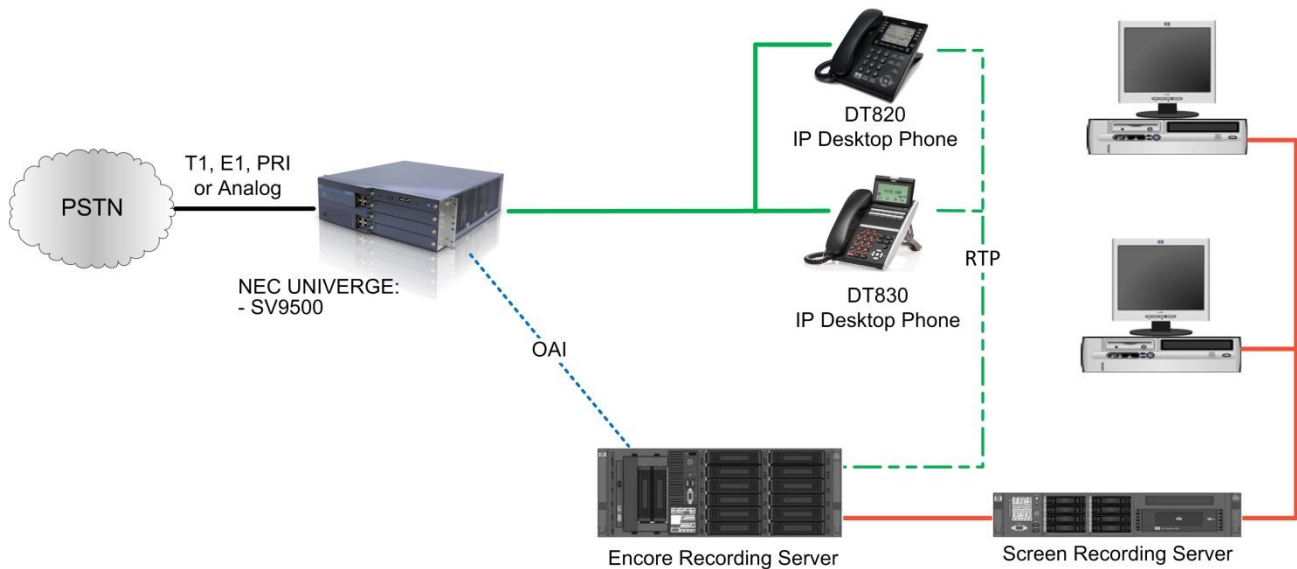 PSTN
T1, E1, PRI
or Analog
NEC UNIVERGE:
- SV9500
DT820
IP Desktop Phone
DT830
IP Desktop Phone
RTP
OAI
Encore Recording Server
Screen Recording Server